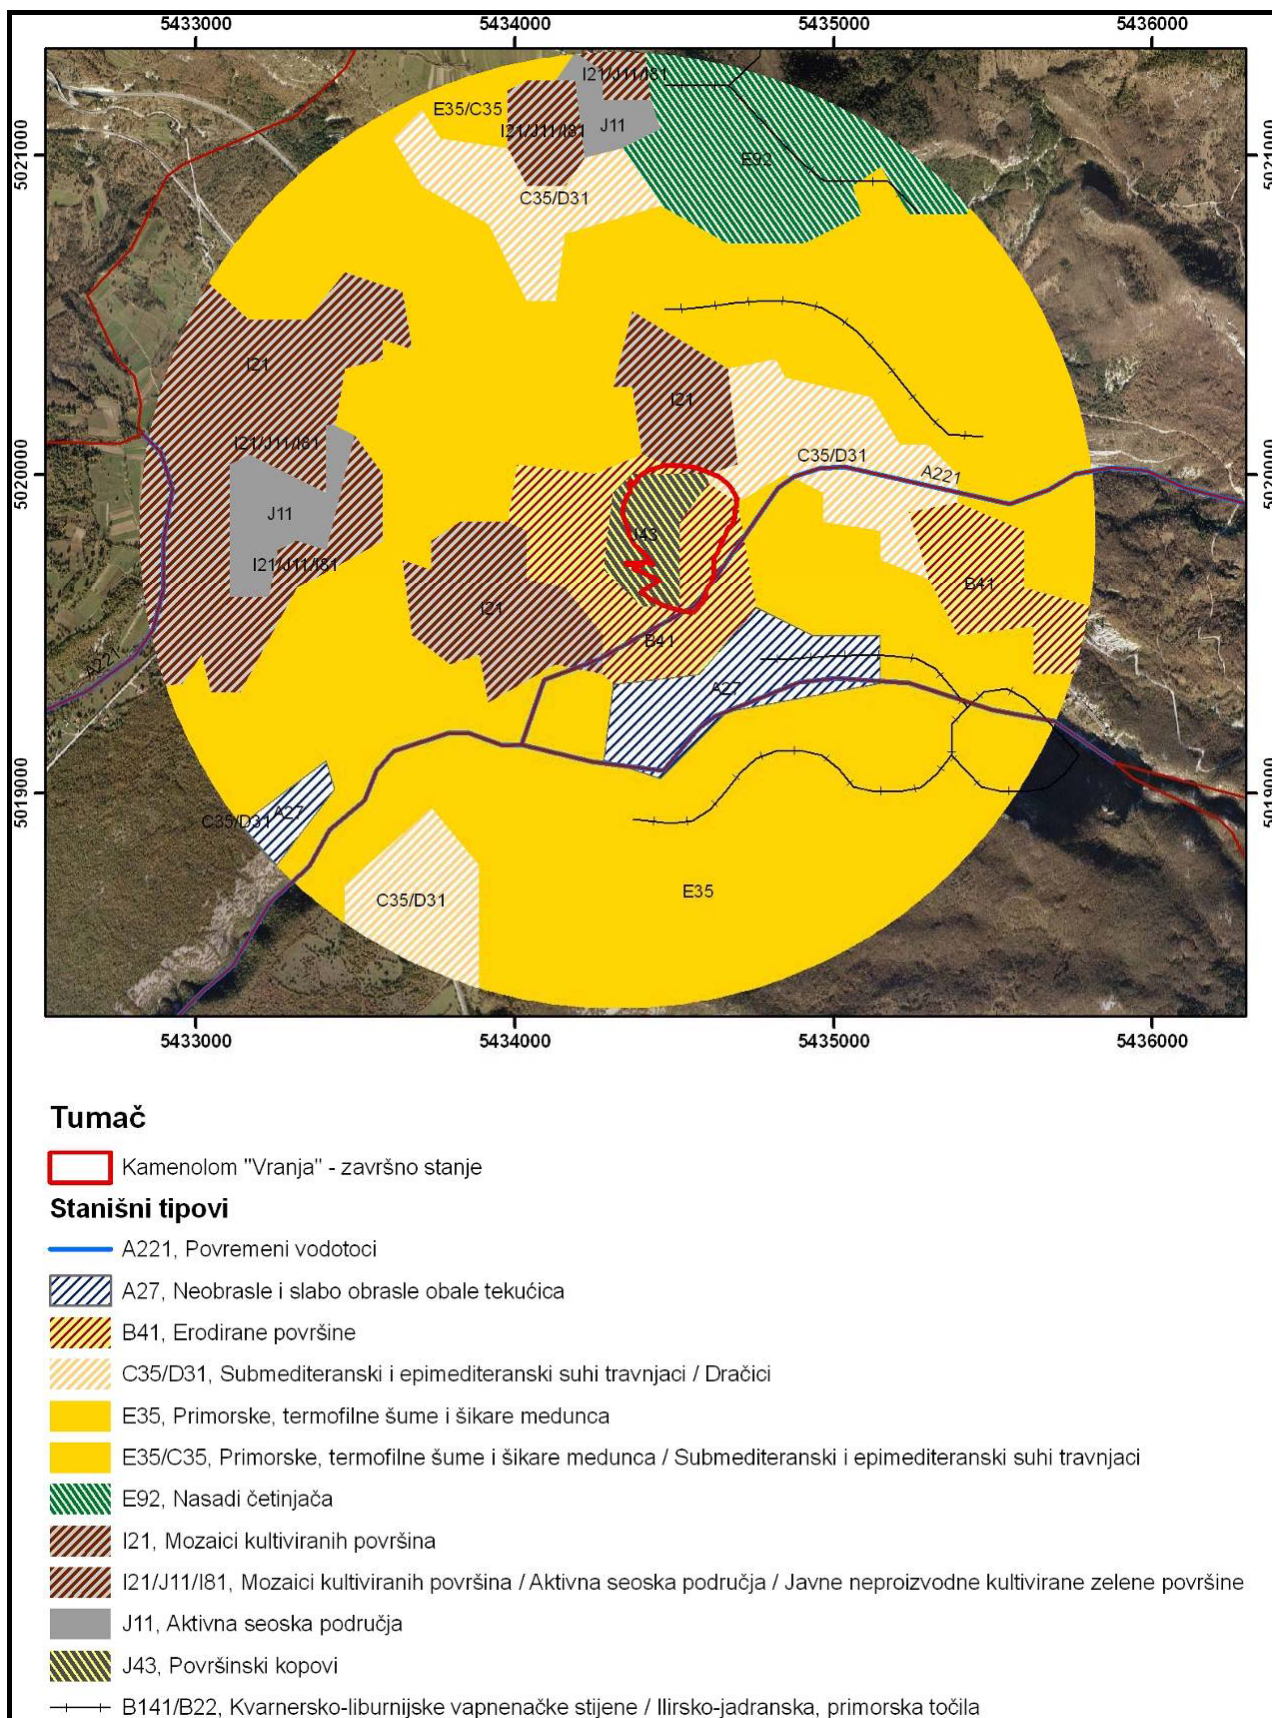 5433000 5434000 5435000 5436000
5021000 5021000
5020000 5020000
5019000 5019000
I21/J11/I81
E35/C35
I21/J11/I81
J11
E92
C35/D31
I21
I21
I21/J11/I81
C35/D31
A221
J11
J43
I21/J11/I81
B41
I21
B41
A221
A27
C35/D31
A27
E35
C35/D31
5433000 5434000 5435000 5436000
Tumač
Kamenolom "Vranja" - završno stanje
Stanišni tipovi
A221, Povremeni vodotoci
A27, Neobrasle i slabo obrasle obale tekućica
B41, Erodirane površine
C35/D31, Submediteranski i epimediteranski suhi travnjaci / Dračici
E35, Primorske, termofilne šume i šikare medunca
E35/C35, Primorske, termofilne šume i šikare medunca / Submediteranski i epimediteranski suhi travnjaci
E92, Nasadi četinjača
I21, Mozaici kultiviranih površina
I21/J11/I81, Mozaici kultiviranih površina / Aktivna seoska područja / Javne neproizvodne kultivirane zelene površine
J11, Aktivna seoska područja
J43, Površinski kopovi
B141/B22, Kvarnersko-liburnijske vapnenačke stijene / Ilirsko-jadranska, primorska točila